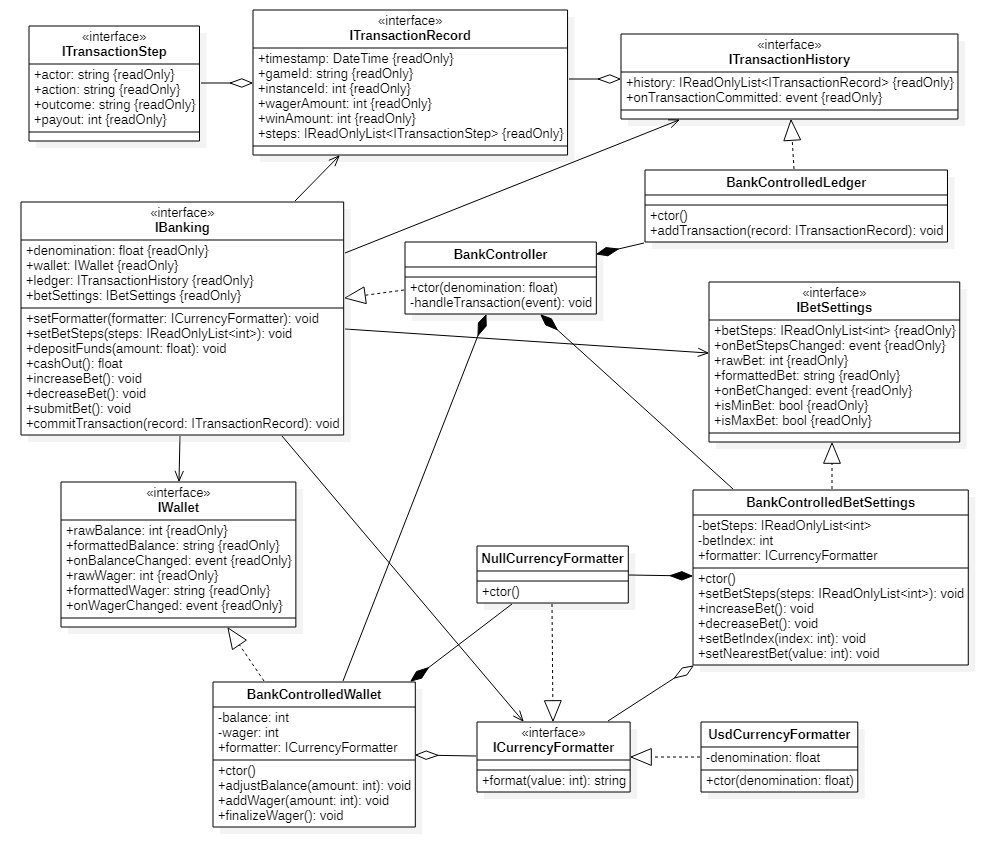 «interface»
ITransactionStep
+actor: string {readOnly}
+action: string {readOnly}
+outcome: string {readOnly}
+payout: int {readOnly}
«interface»
ITransactionRecord
+timestamp: DateTime {readOnly}
+gameId: string {readOnly}
+instanceId: int {readOnly}
+wagerAmount: int {readOnly}
+winAmount: int {readOnly}
+steps: IReadOnlyList<ITransactionStep> {readOnly}
«interface»
ITransactionHistory
+history: IReadOnlyList<ITransactionRecord> {readOnly}
+onTransactionCommitted: event {readOnly}
BankControlledLedger
+ctor()
+addTransaction(record: ITransactionRecord): void
«interface»
IBanking
+denomination: float {readOnly}
+wallet: IWallet {readOnly}
+ledger: ITransactionHistory {readOnly}
+betSettings: IBetSettings {readOnly}
+setFormatter(formatter: ICurrencyFormatter): void
+setBetSteps(steps: IReadOnlyList<int>): void
+depositFunds(amount: float): void
+cashOut(): float
+increaseBet(): void
+decreaseBet(): void
+submitBet(): void
+commitTransaction(record: ITransactionRecord): void
BankController
+ctor(denomination: float)
-handleTransaction(event): void
«interface»
IBetSettings
+betSteps: IReadOnlyList<int> {readOnly}
+onBetStepsChanged: event {readOnly}
+rawBet: int {readOnly}
+formattedBet: string {readOnly}
+onBetChanged: event {readOnly}
+isMinBet: bool {readOnly}
+isMaxBet: bool {readOnly}
«interface»
IWallet
+rawBalance: int {readOnly}
+formattedBalance: string {readOnly}
+onBalanceChanged: event {readOnly}
+rawWager: int {readOnly}
+formattedWager: string {readOnly}
+onWagerChanged: event {readOnly}
NullCurrencyFormatter
+ctor()
BankControlledBetSettings
-betSteps: IReadOnlyList<int>
-betIndex: int
+formatter: ICurrencyFormatter
+ctor()
+setBetSteps(steps: IReadOnlyList<int>): void
+increaseBet(): void
+decreaseBet(): void
+setBetIndex(index: int): void
+setNearestBet(value: int): void
BankControlledWallet
-balance: int
-wager: int
+formatter: ICurrencyFormatter
+ctor()
+adjustBalance(amount: int): void
+addWager(amount: int): void
+finalizeWager(): void
«interface»
ICurrencyFormatter
+format(value: int): string
UsdCurrencyFormatter
-denomination: float
+ctor(denomination: float)